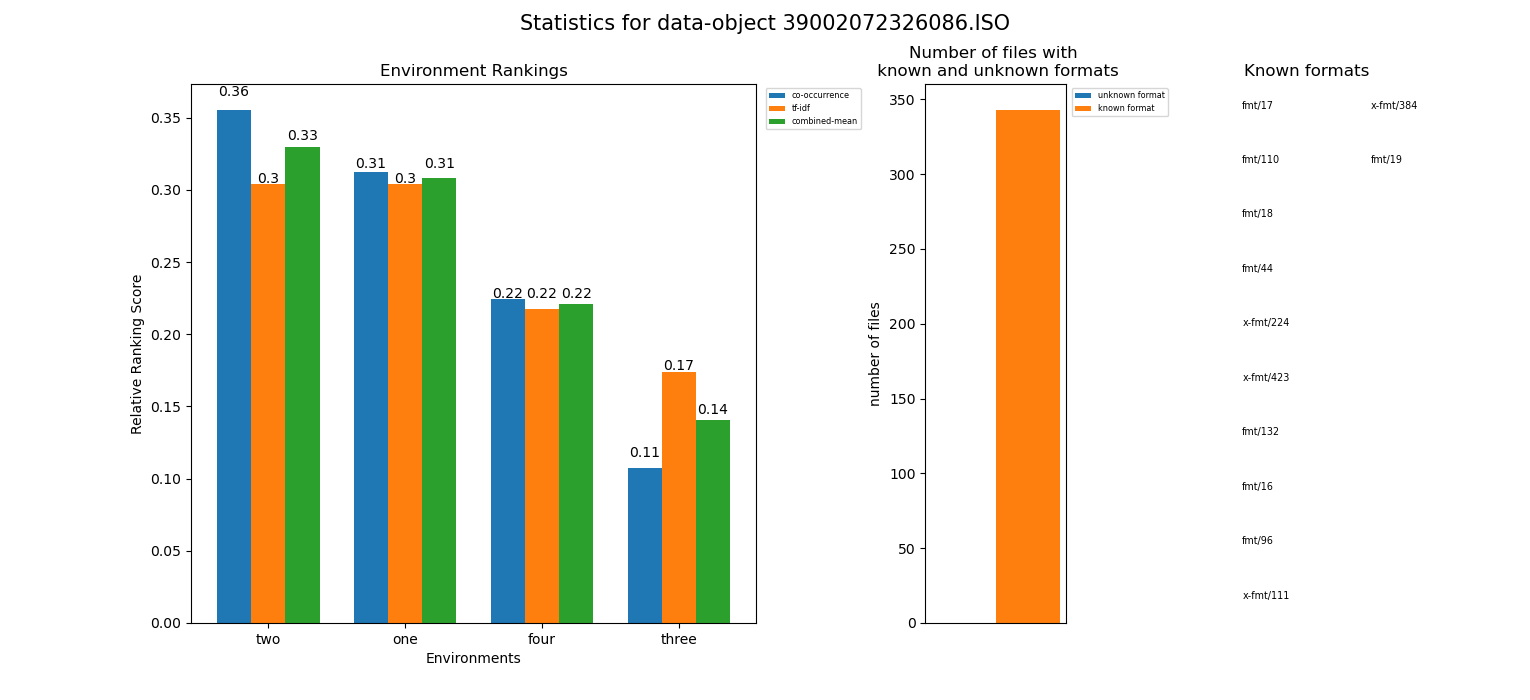 Statistics for data-object 39002072326086.ISO
Environment Rankings
0.36
0.33
0.3
0.31
0.3
0.31
0.22 0.22 0.22
0.17
0.14
0.11
0.35
0.30
0.25
0.20
0.15
0.10
0.05
0.00
Relative Ranking Score
two one four three
Environments
co-occurrence
tf-idf
combined-mean
Number of files with
known and unknown formats
350
300
250
200
150
100
50
0
number of files
unknown format
known format
Known formats
fmt/17 x-fmt/384
fmt/110 fmt/19
fmt/18
fmt/44
x-fmt/224
x-fmt/423
fmt/132
fmt/16
fmt/96
x-fmt/111